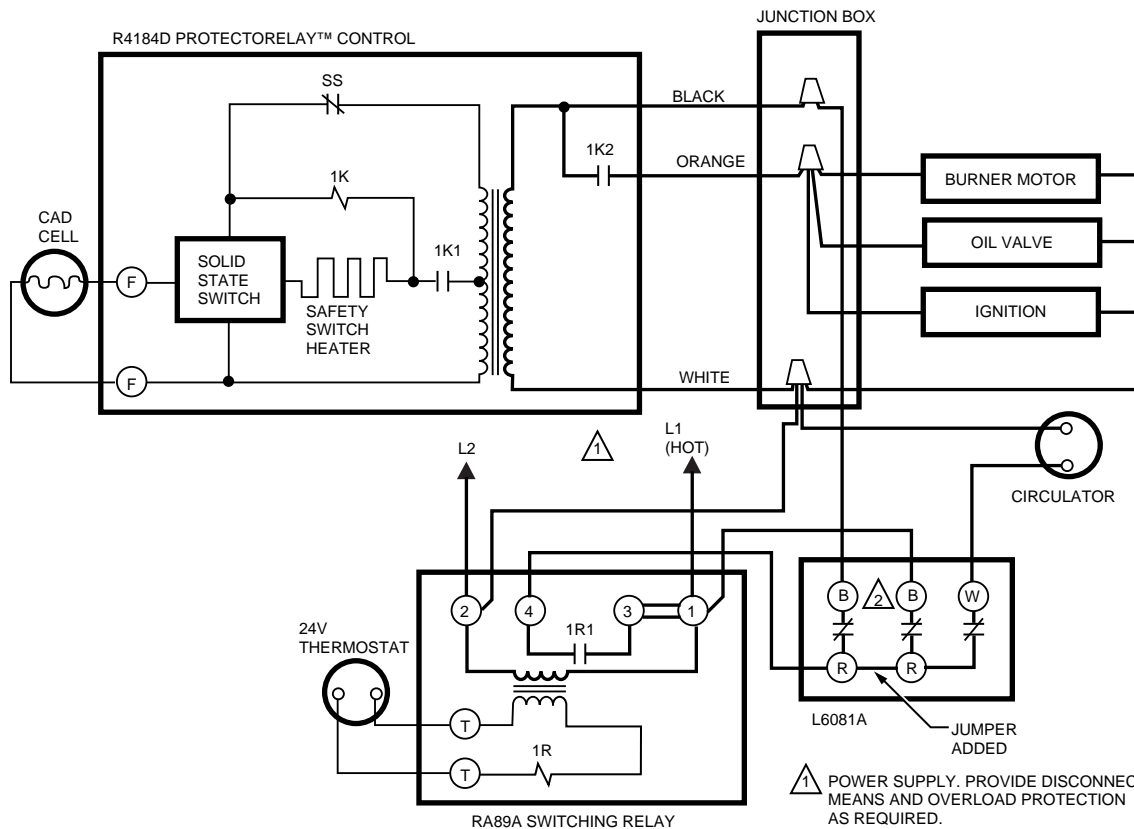 JUNCTION BOX
R4184D PROTECTORELAY™ CONTROL
SS
BLACK
1K2
ORANGE
1K
BURNER MOTOR
CAD
CELL
1K1
OIL VALVE
SOLID
STATE
SWITCH
F
SAFETY
SWITCH
HEATER
IGNITION
F
WHITE
L2
1
L1
(HOT)
CIRCULATOR
2
4
3
1
B
2
B
W
24V
THERMOSTAT
1R1
R
R
L6081A
T
JUMPER
ADDED
1R
T
1 POWER SUPPLY. PROVIDE DISCONNEC
MEANS AND OVERLOAD PROTECTION
AS REQUIRED.
RA89A SWITCHING RELAY